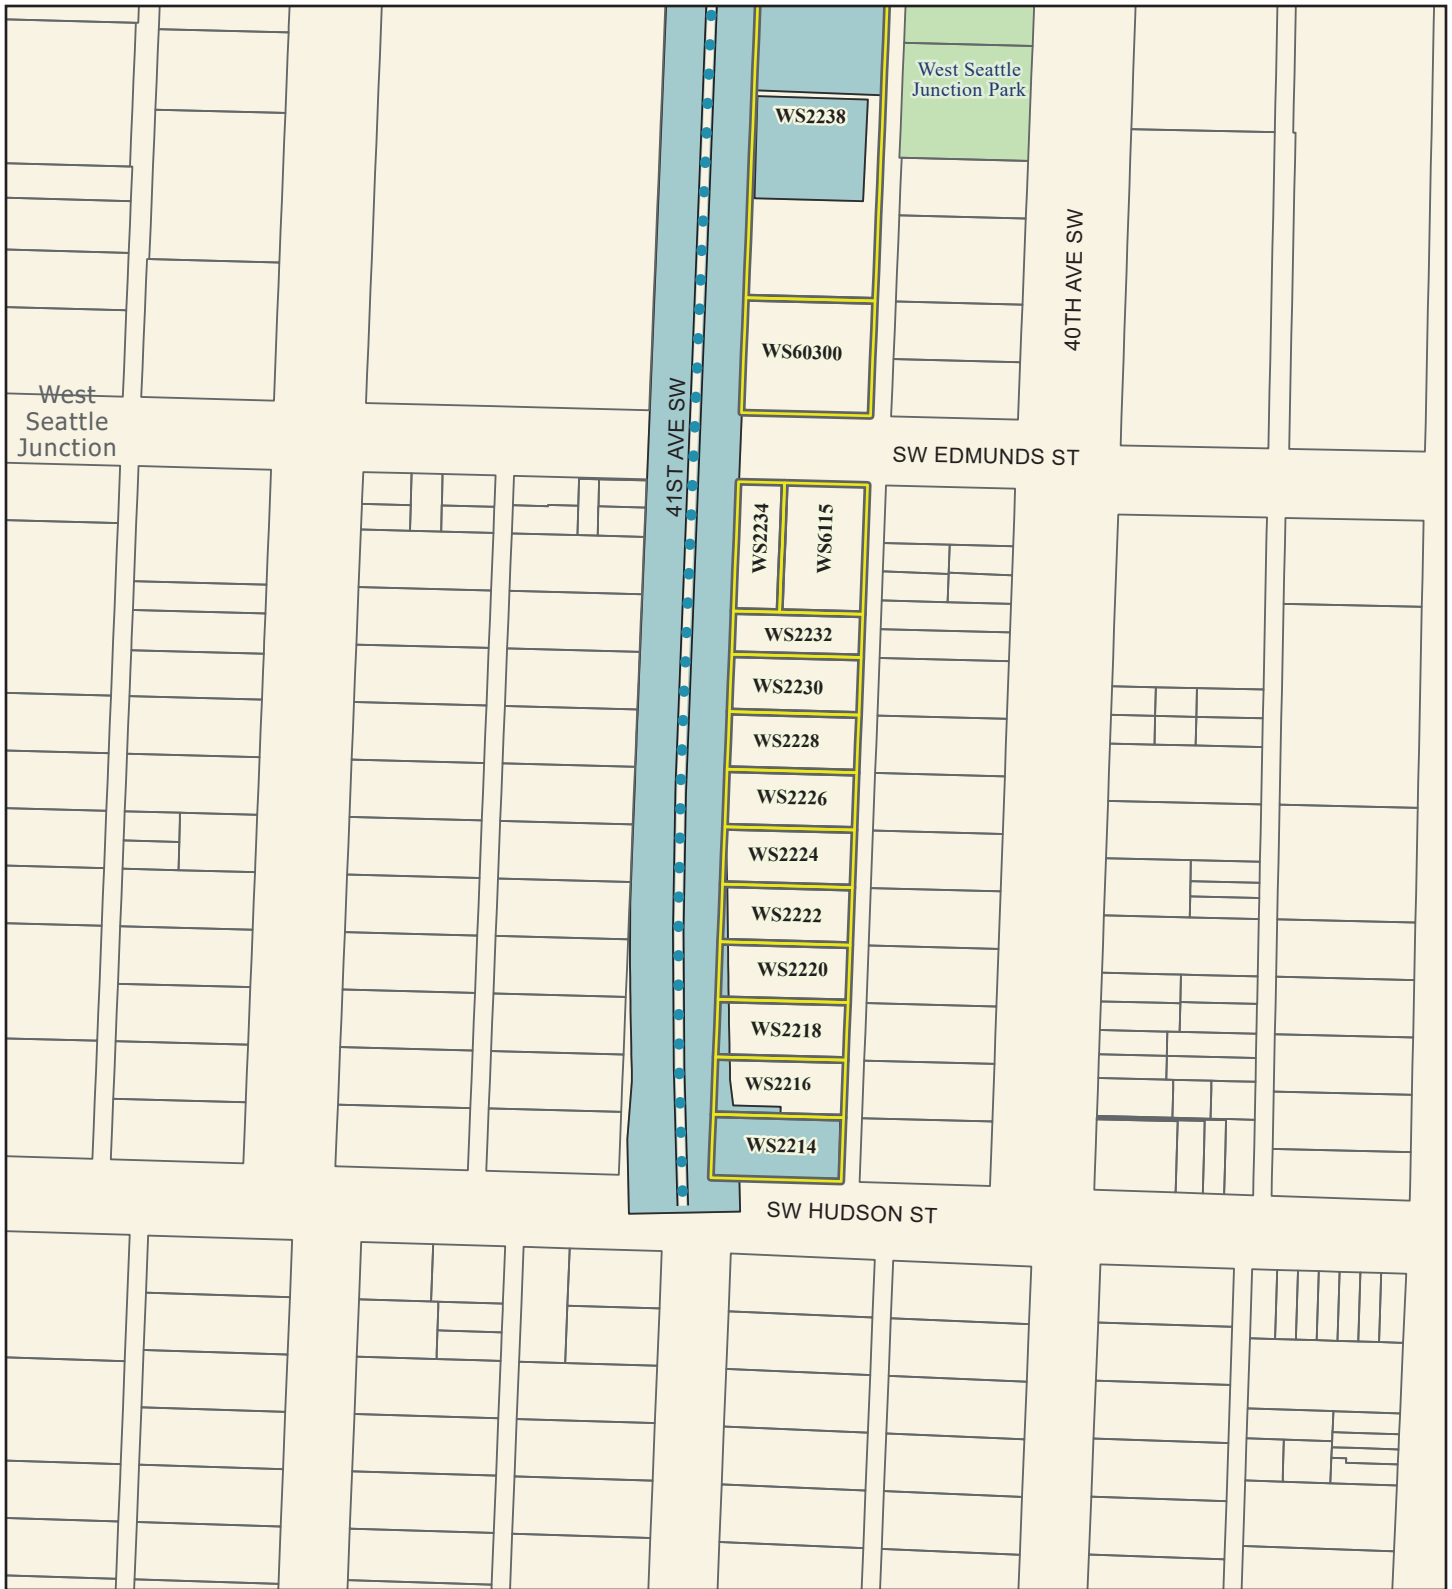 West Seattle
Junction Park
WS2238
40TH AVE SW
WS60300
West
Seattle
Junction
41ST AVE SW
SW EDMUNDS ST
WS2234
WS6115
WS2232
WS2230
WS2228
WS2226
WS2224
WS2222
WS2220
WS2218
WS2216
WS2214
SW HUDSON ST